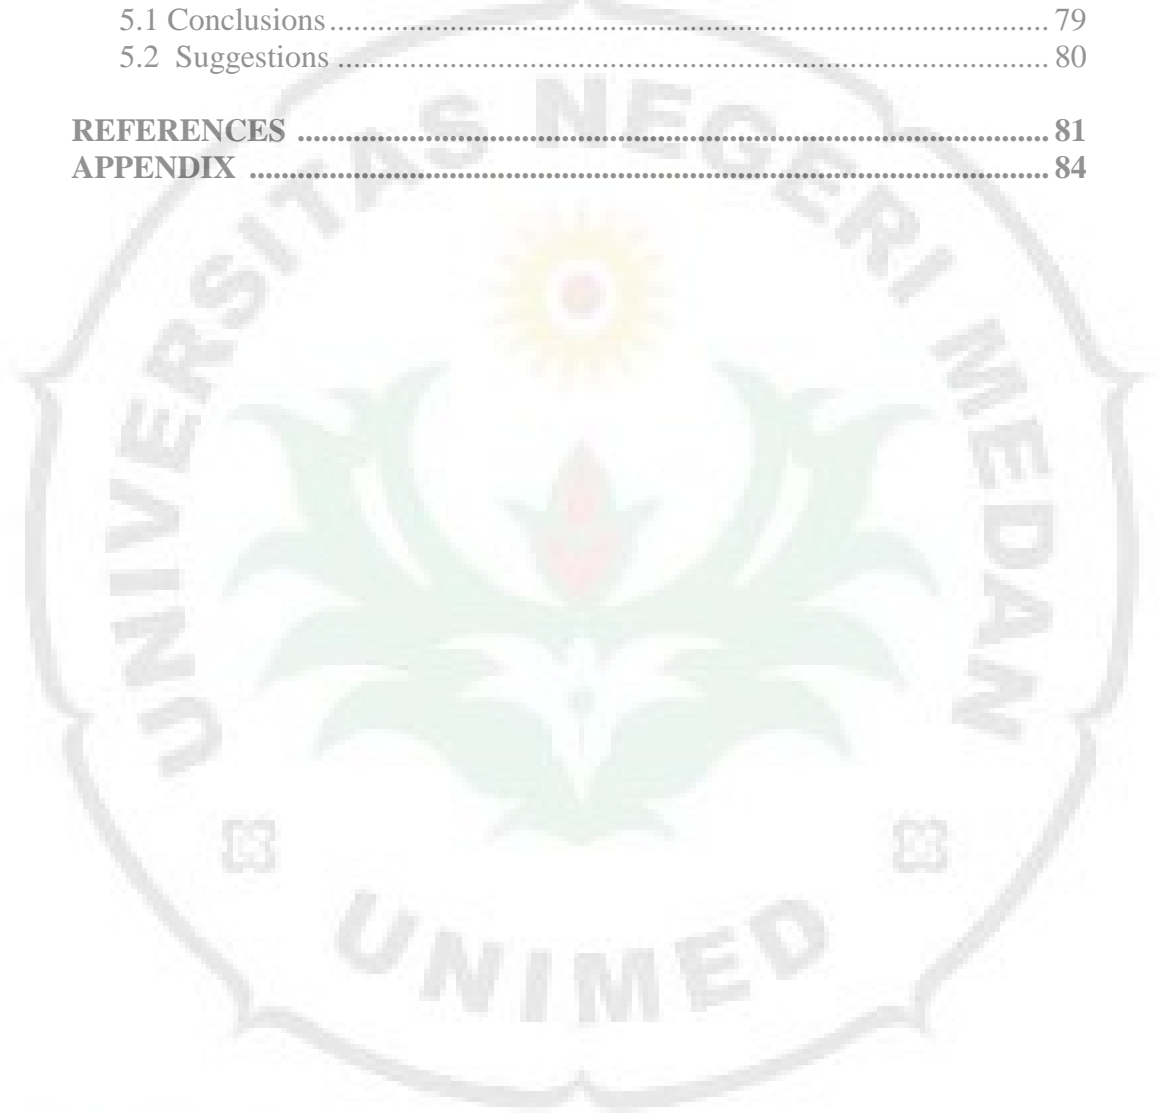 5.1 Conclusions ........................................................................................... 79
5.2 Suggestions .......................................................................................... 80
REFERENCES ............................................................................................... 81
APPENDIX ..................................................................................................... 84
UNIVERSITAS NEGERI MEDAN
UNIMED